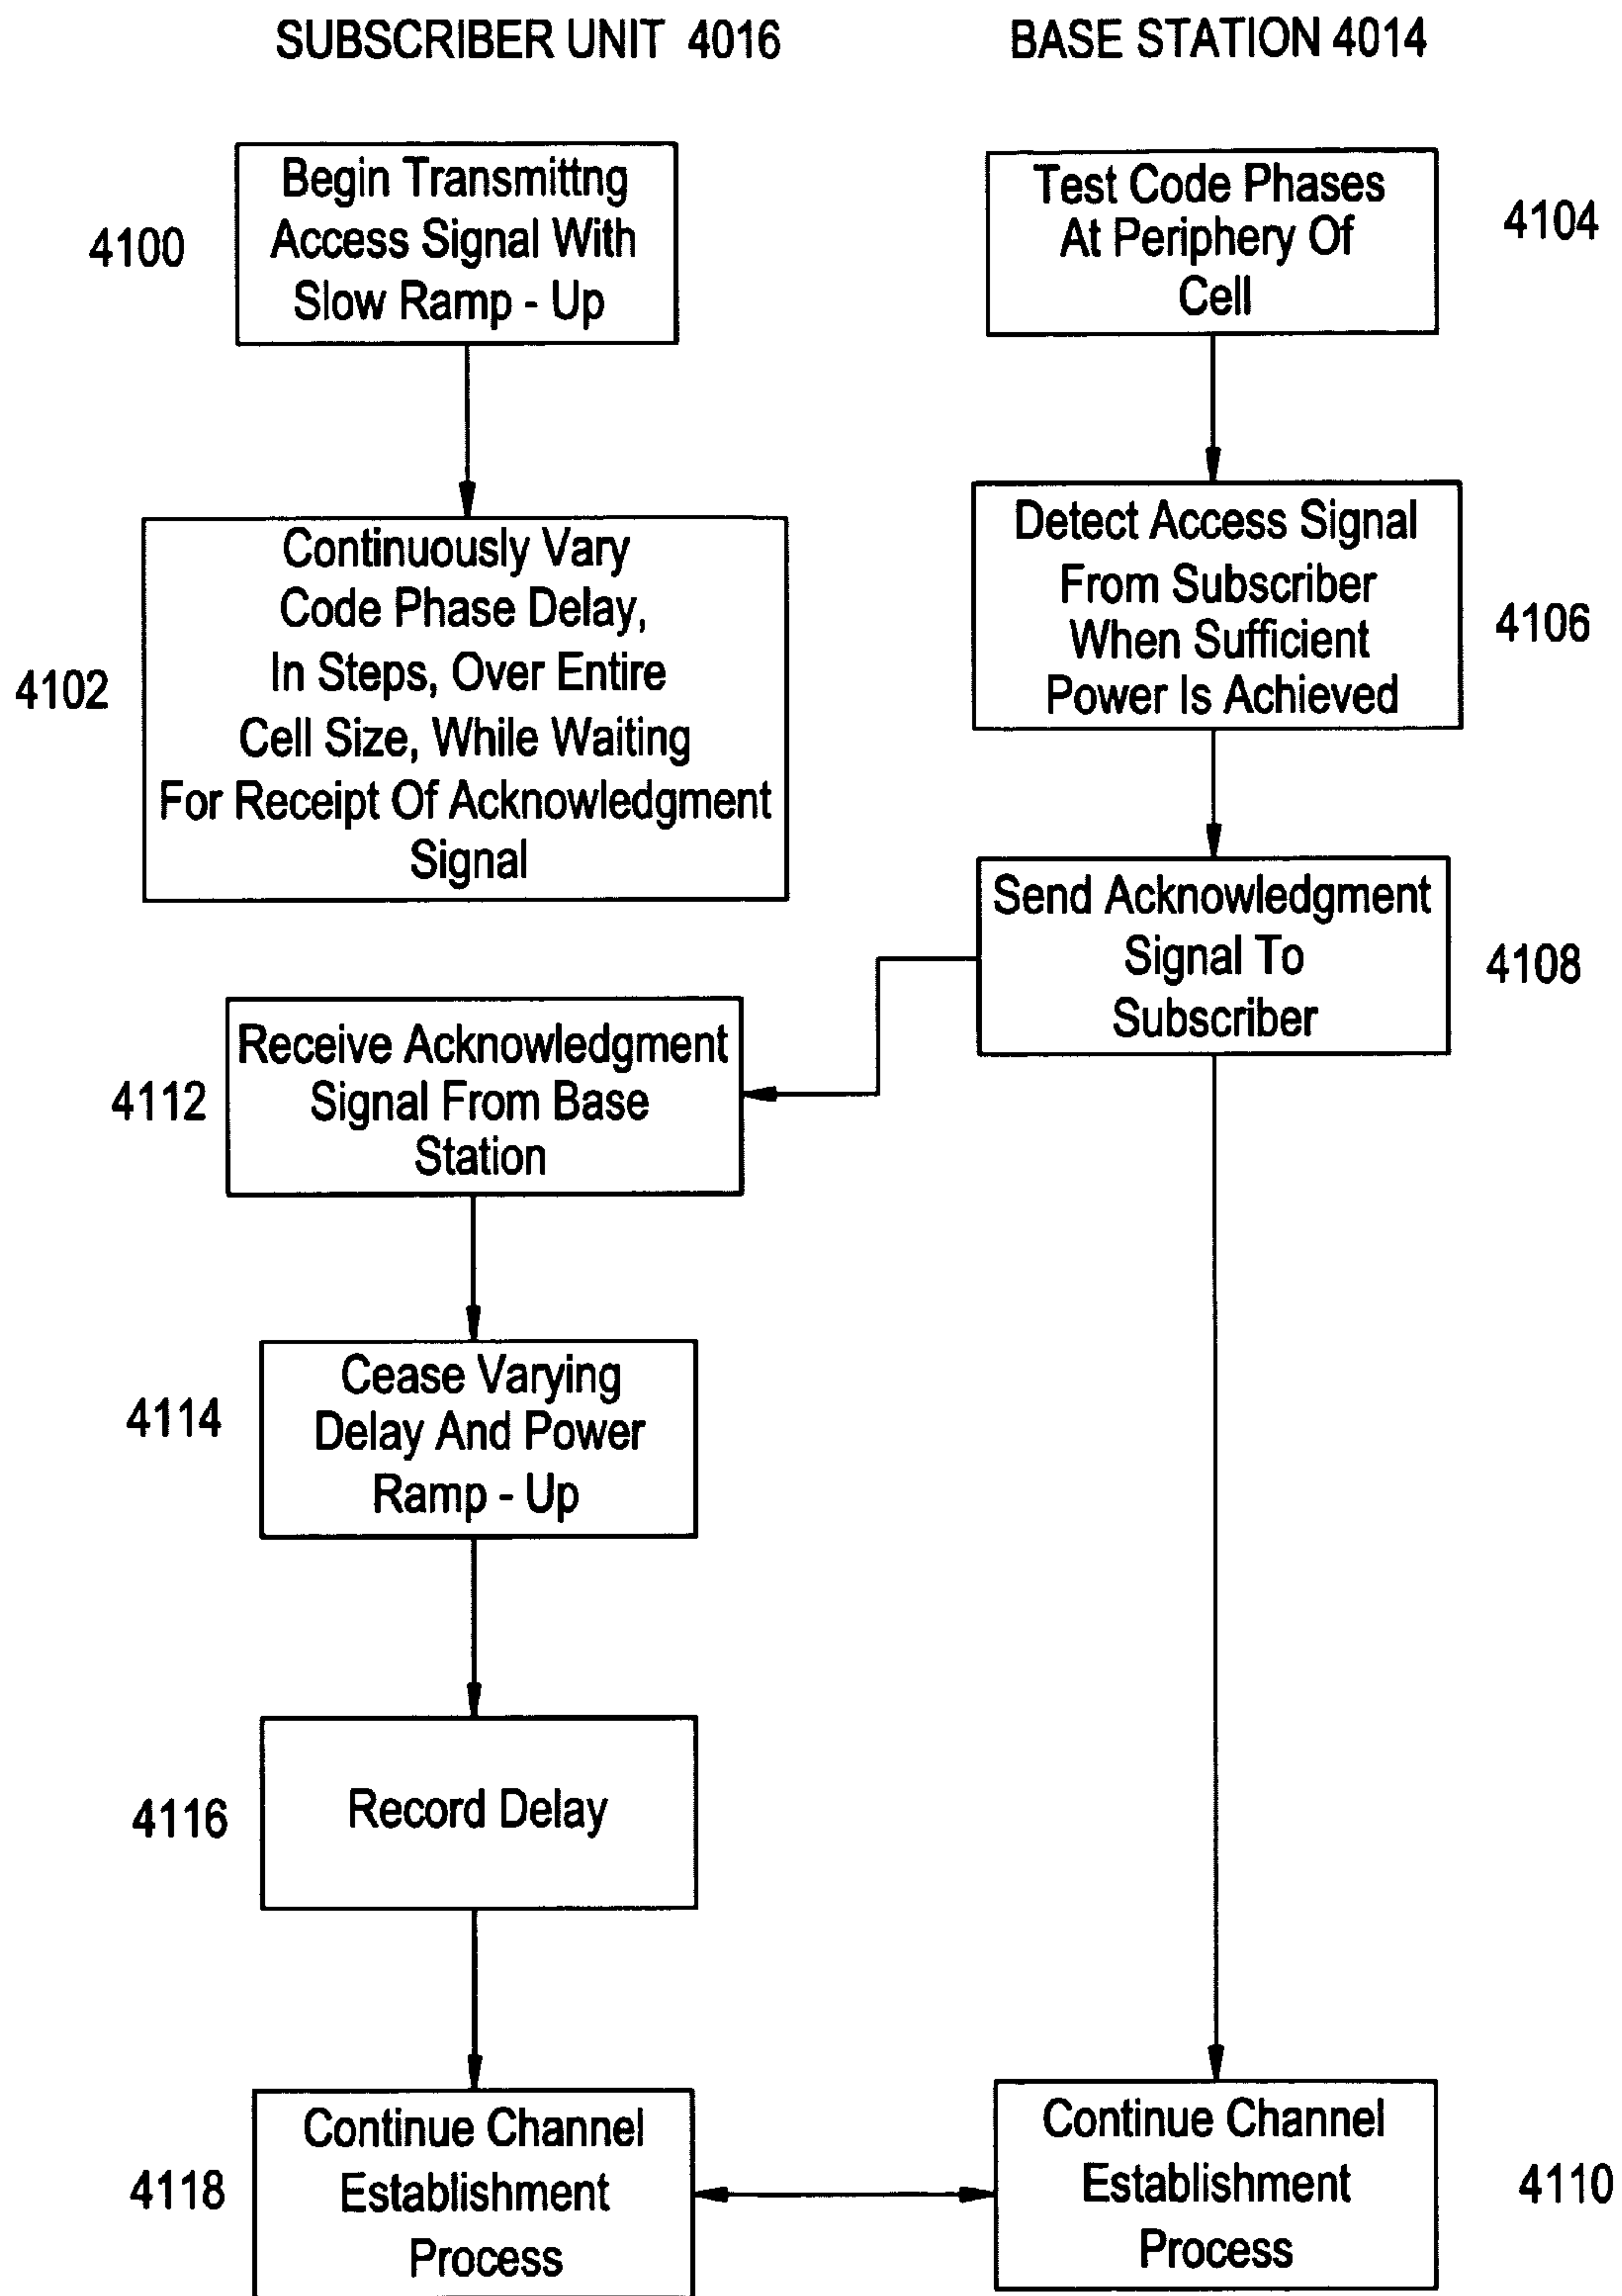 SUBSCRIBER UNIT 4016
BASE STATION 4014
4100
Begin Transmittng
Access Signal With
Slow Ramp - Up
Test Code Phases
At Periphery Of
Cell
4104
4102
Continuously Vary
Code Phase Delay,
In Steps, Over Entire
Cell Size, While Waiting
For Receipt Of Acknowledgment
Signal
Detect Access Signal
From Subscriber
When Sufficient
Power Is Achieved
4106
Send Acknowledgment
Signal To
Subscriber
4108
4112
Receive Acknowledgment
Signal From Base
Station
4114
Cease Varying
Delay And Power
Ramp - Up
4116
Record Delay
4118
Continue Channel
Establishment
Process
Continue Channel
Establishment
Process
4110